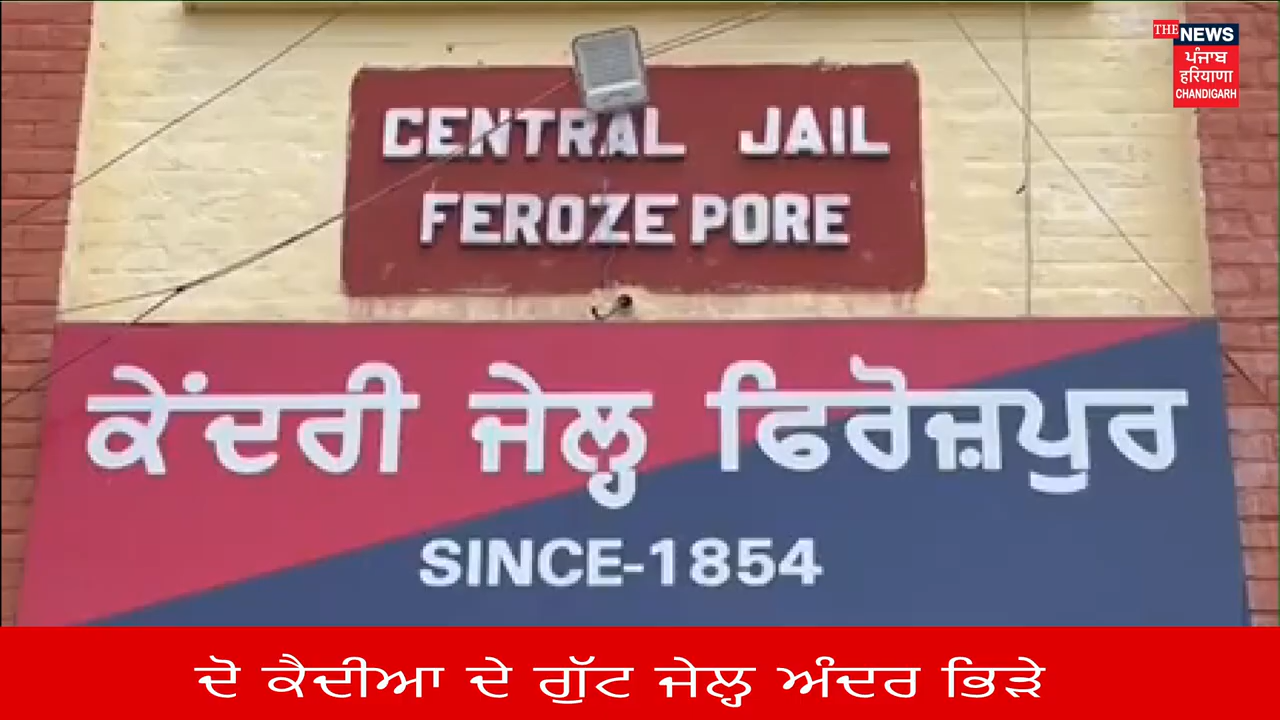 THE NEWS
ਪੰਜਾਬ
हरियाणा
CHANDIGARH
CENTRAL JAIL
FEROZE PORE
ਕੇਂਦਰੀ ਜੇਲ੍ਹ ਫਿਰੋਜ਼ਪੁਰ
SINCE-1854
ਦੋ ਕੈਦੀਆ ਦੇ ਗੁੱਟ ਜੇਲ੍ਹ ਅੰਦਰ ਭਿੜੇ